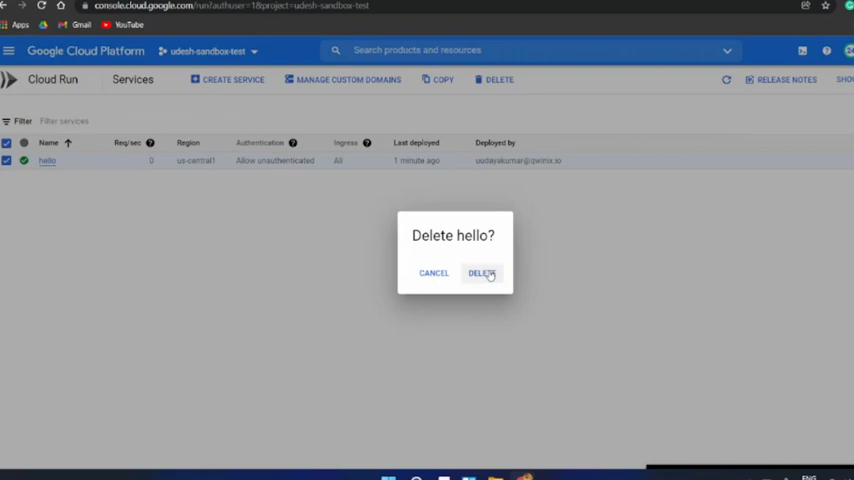 console.cloud.google.com/run?authuser=1&project=udesh-sandbox-test
Apps Gmail YouTube
Google Cloud Platform udesh-sandbox-test Search products and resources
Cloud Run Services CREATE SERVICE MANAGE CUSTOM DOMAINS COPY DELETE RELEASE NOTES SHO
Filter Filter services
Name Req/sec Region Authentication Ingress Last deployed Deployed by
hello 0 us-central1 Allow unauthenticated All 1 minute ago uudayakumar@qwinix.io
Delete hello?
CANCEL DELETE
ENG